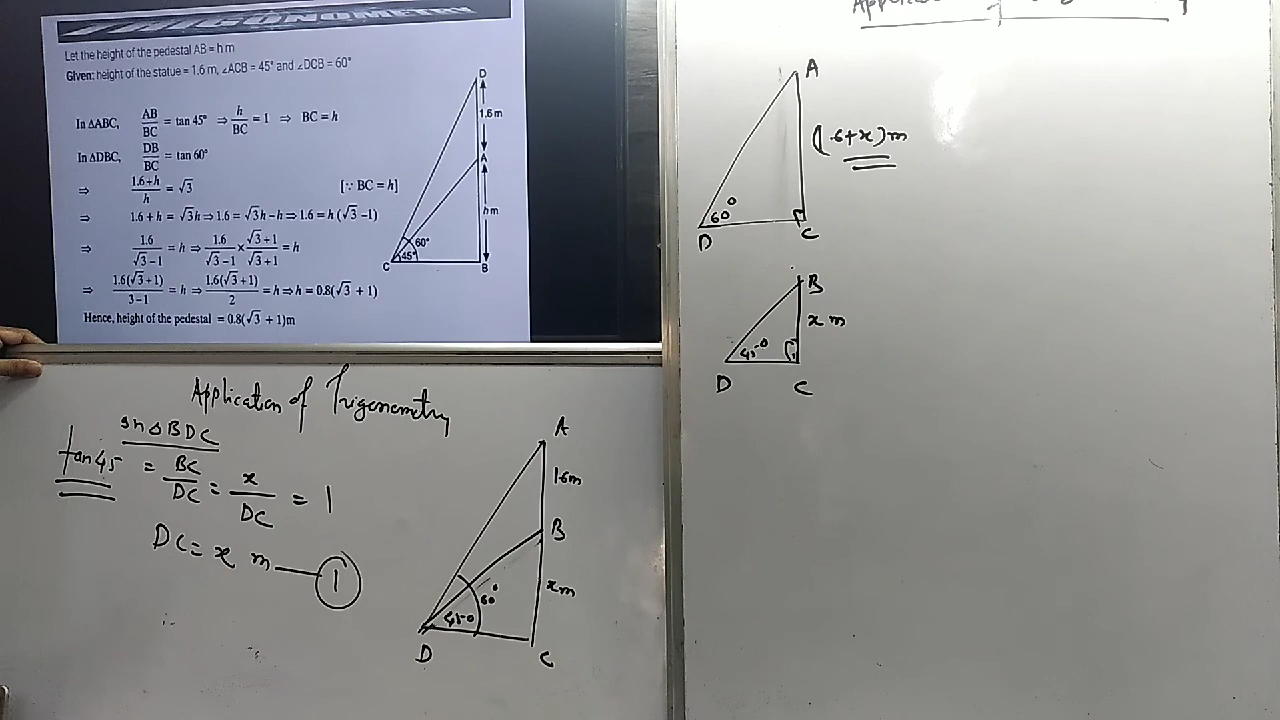 TRIGONOMETRY
Let the height of the pedestal AB = h m
Given: height of the statue = 1.6 m, ∠ACB = 45° and ∠DCB = 60°
In ΔABC, AB/BC = tan 45° ⇒ h/BC = 1 ⇒ BC = h
In ΔDBC, DB/BC = tan 60°
⇒ 1.6+h/h = √3 [∵ BC = h]
⇒ 1.6 + h = √3h ⇒ 1.6 = √3h – h ⇒ 1.6 = h (√3 – 1)
⇒ 1.6/√3–1 = h ⇒ 1.6/√3–1 × √3+1/√3+1 = h
⇒ 1.6(√3+1)/3–1 = h ⇒ 1.6(√3+1)/2 = h ⇒ h = 0.8(√3 + 1)
Hence, height of the pedestal = 0.8(√3 + 1)m
D
1.6 m
A
h m
60°
45°
C
B
Application of Trigonometry
In Δ BDC
tan 45 = BC/DC = x/DC = 1
DC = x m — 1
A
1.6m
B
xm
60°
45°
D
C
A
(1.6+x)m
60°
D
C
B
x m
45°
D
C